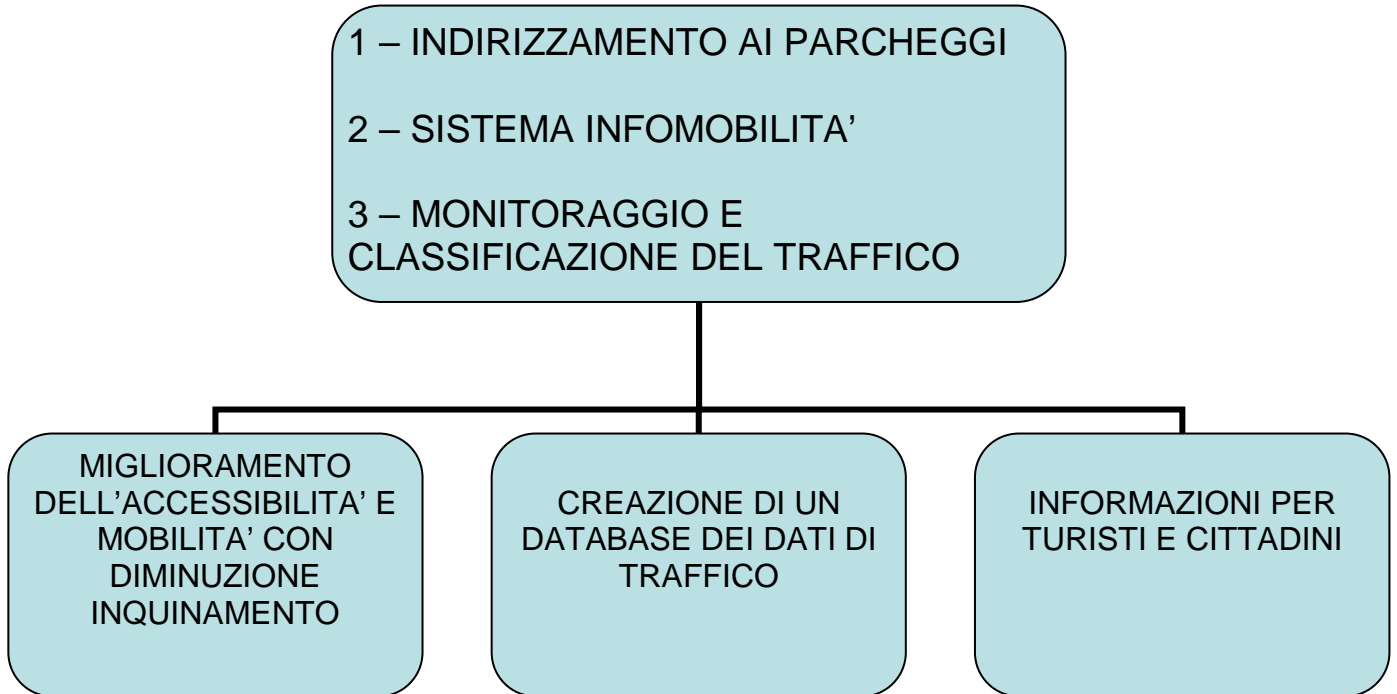 1 – INDIRIZZAMENTO AI PARCHEGGI
2 – SISTEMA INFOMOBILITA’
3 – MONITORAGGIO E
CLASSIFICAZIONE DEL TRAFFICO
MIGLIORAMENTO
DELL’ACCESSIBILITA’ E
MOBILITA’ CON
DIMINUZIONE
INQUINAMENTO
CREAZIONE DI UN
DATABASE DEI DATI DI
TRAFFICO
INFORMAZIONI PER
TURISTI E CITTADINI